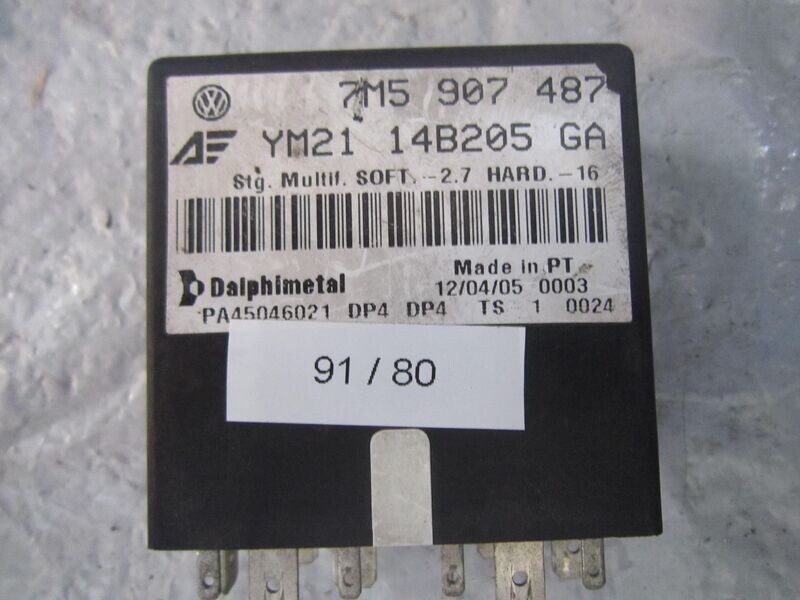 7M5 907 487
YM21 14B205 GA
Stg. Multif. SOFT.-2.7 HARD.-16
Dalphimetal
Made in PT
12/04/05 0003
PA45046021 DP4 DP4 TS 1 0024
91 / 80